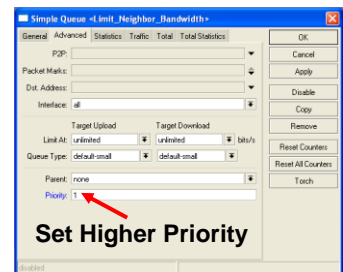 Simple Queue <Limit_Neighbor_Bandwidth>
General Advanced Statistics Traffic Total Total Statistics
P2P:
Packet Marks:
Dst. Address:
Interface: all
Target Upload Target Download
Limit At: unlimited unlimited bits/s
Queue Type: default-small default-small
Parent: none
Priority: 1
Set Higher Priority
OK
Cancel
Apply
Disable
Copy
Remove
Reset Counters
Reset All Counters
Torch
disabled